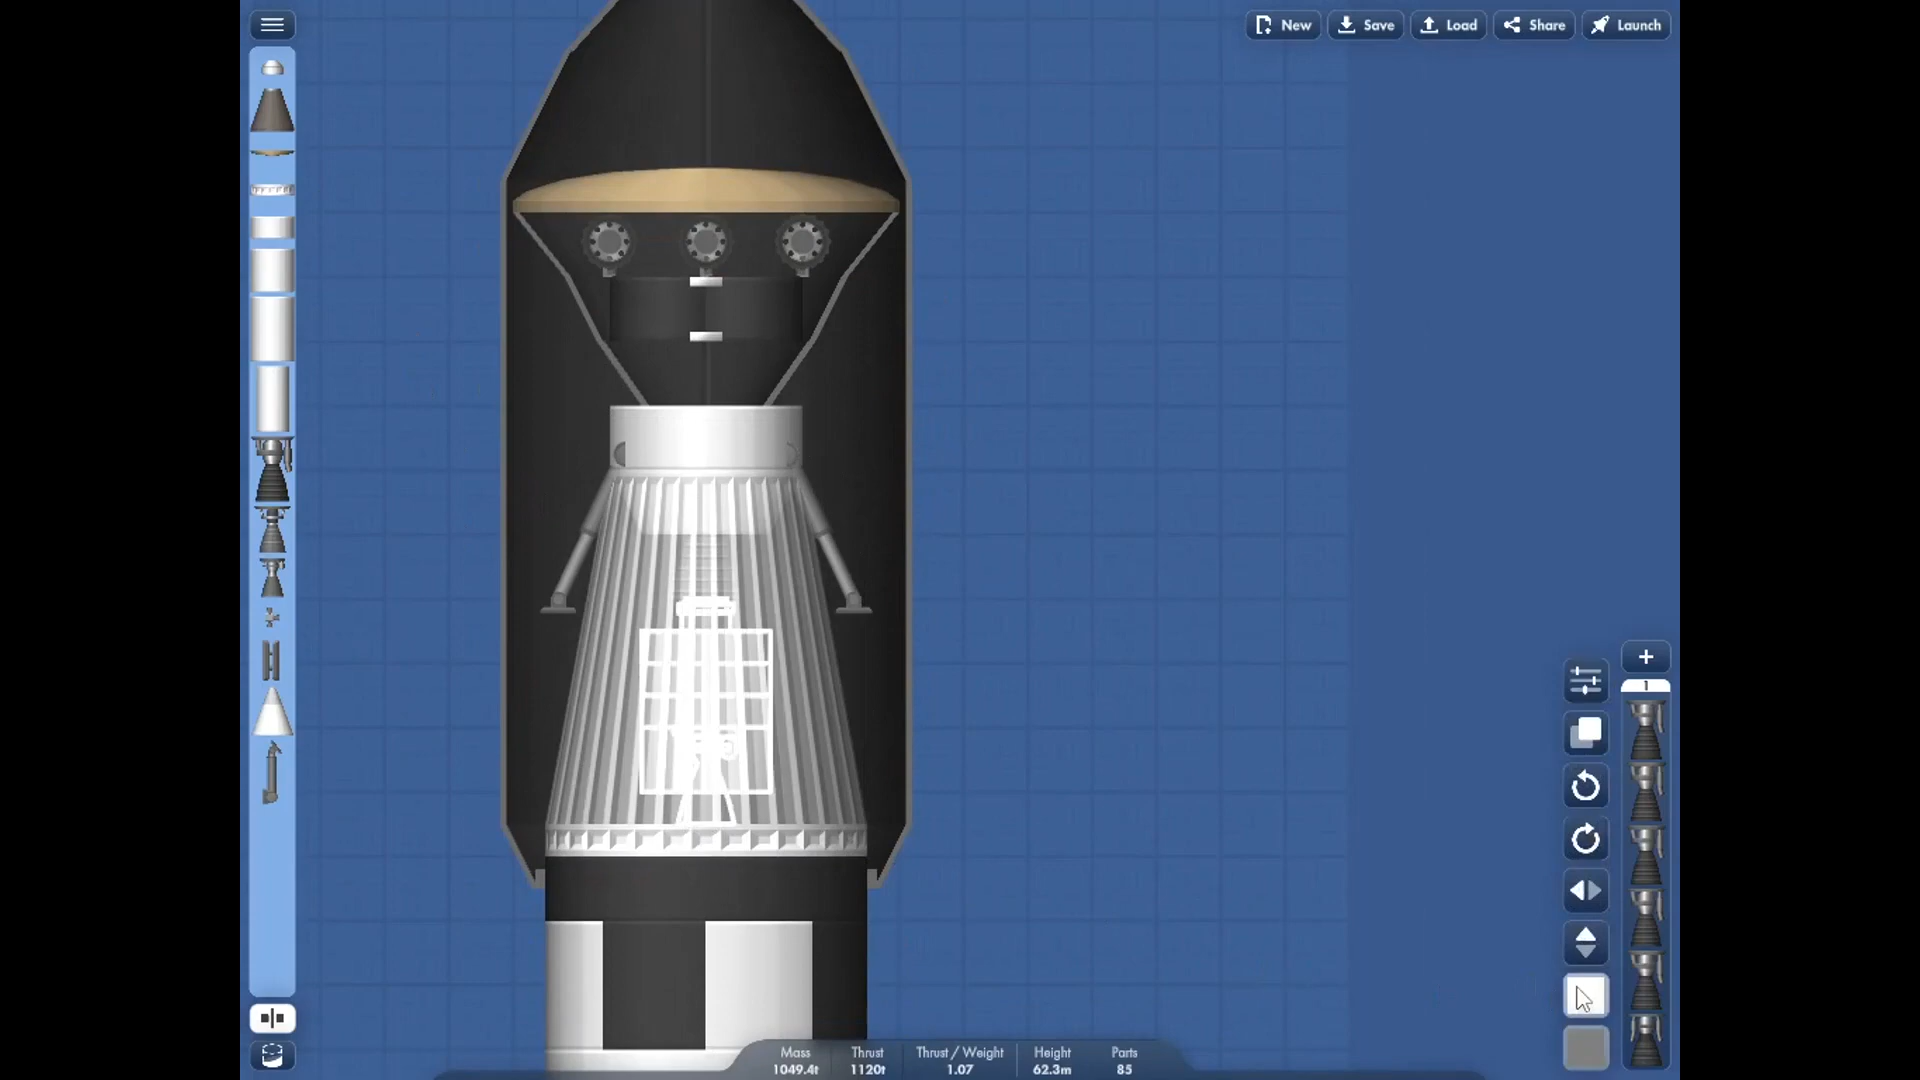 New
Save
Load
Share
Launch
1
Mass
1049.4t
Thrust
1120t
Thrust / Weight
1.07
Height
62.3m
Parts
85